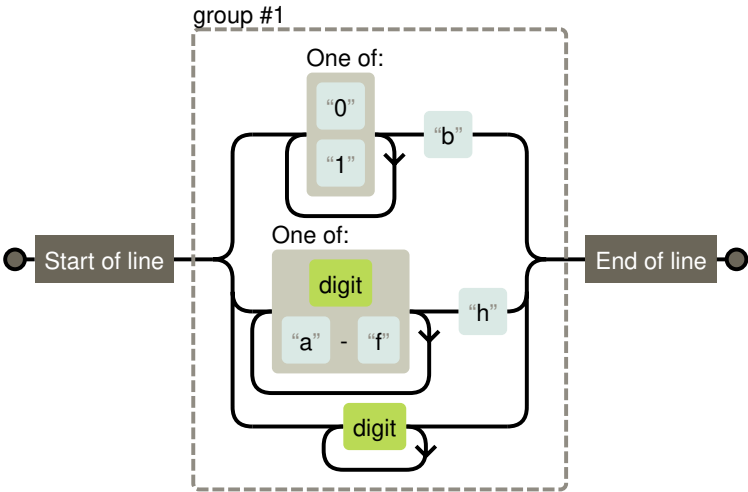 group #1
One of:
“0”
“b”
“1”
One of:
Start of line
End of line
digit
“h”
“a” - “f”
digit